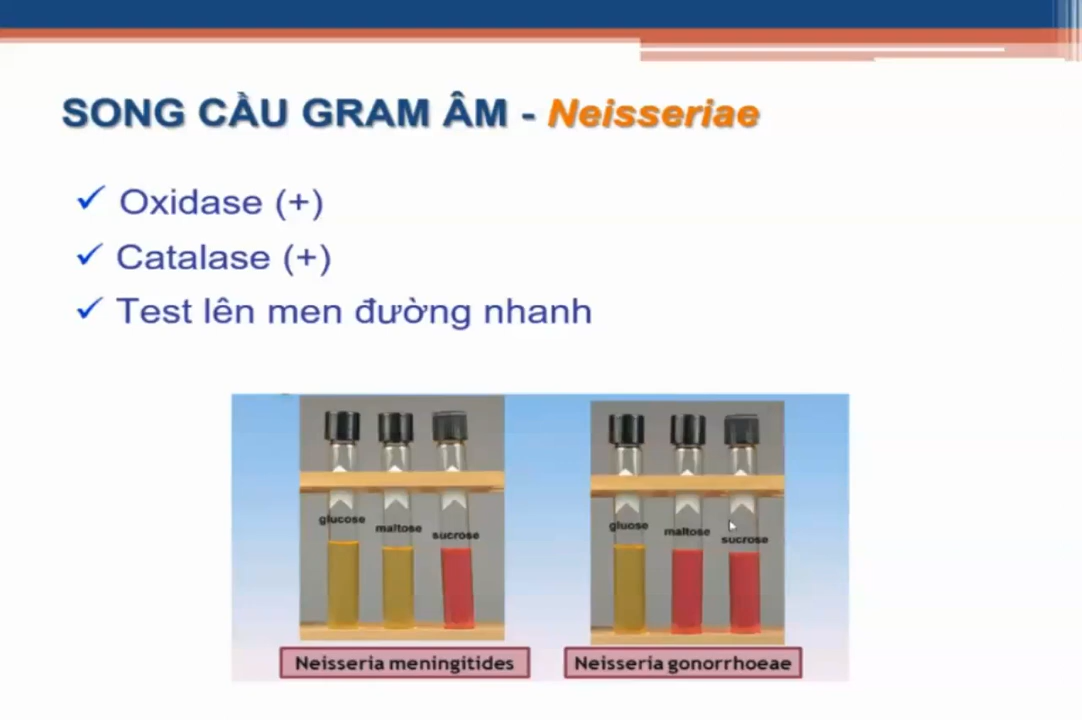 SONG CẦU GRAM ÂM - Neisseriae
✓ Oxidase (+)
✓ Catalase (+)
✓ Test lên men đường nhanh
glucose maltose sucrose
gluose maltose sucrose
Neisseria meningitides
Neisseria gonorrhoeae